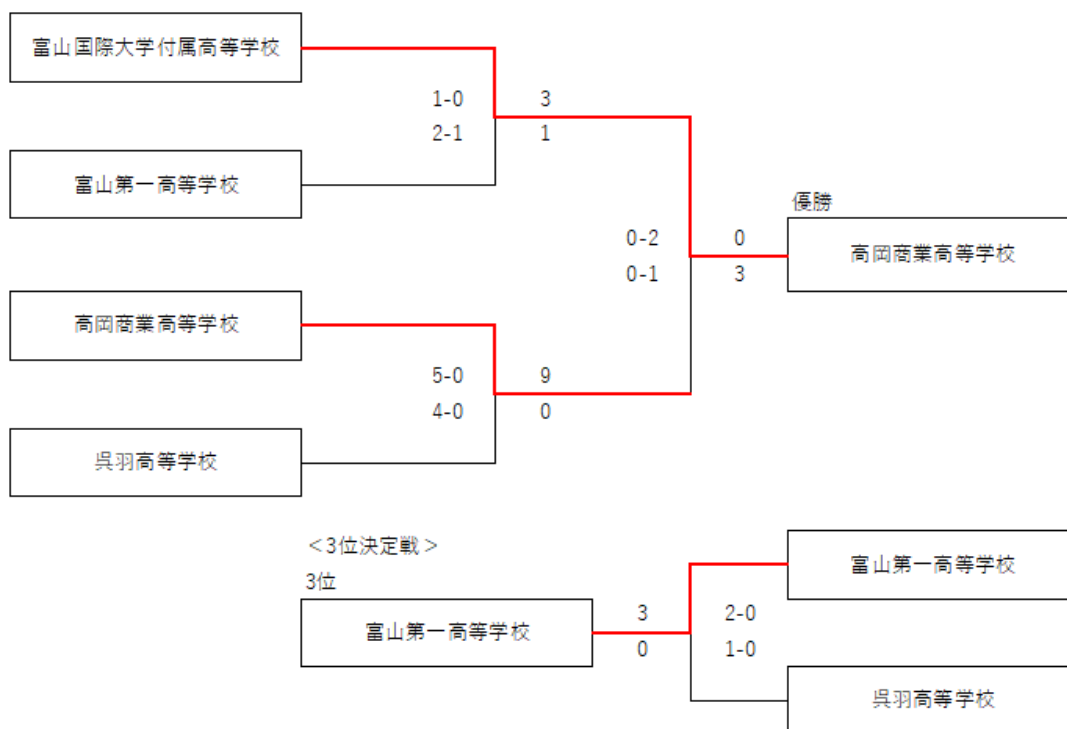 富山国際大学付属高等学校
1-0 3
2-1 1
富山第一高等学校
優勝
高岡商業高等学校
0-2 0
0-1 3
高岡商業高等学校
5-0 9
4-0 0
呉羽高等学校
＜3位決定戦＞
3位
富山第一高等学校
富山第一高等学校
3 2-0
0 1-0
呉羽高等学校